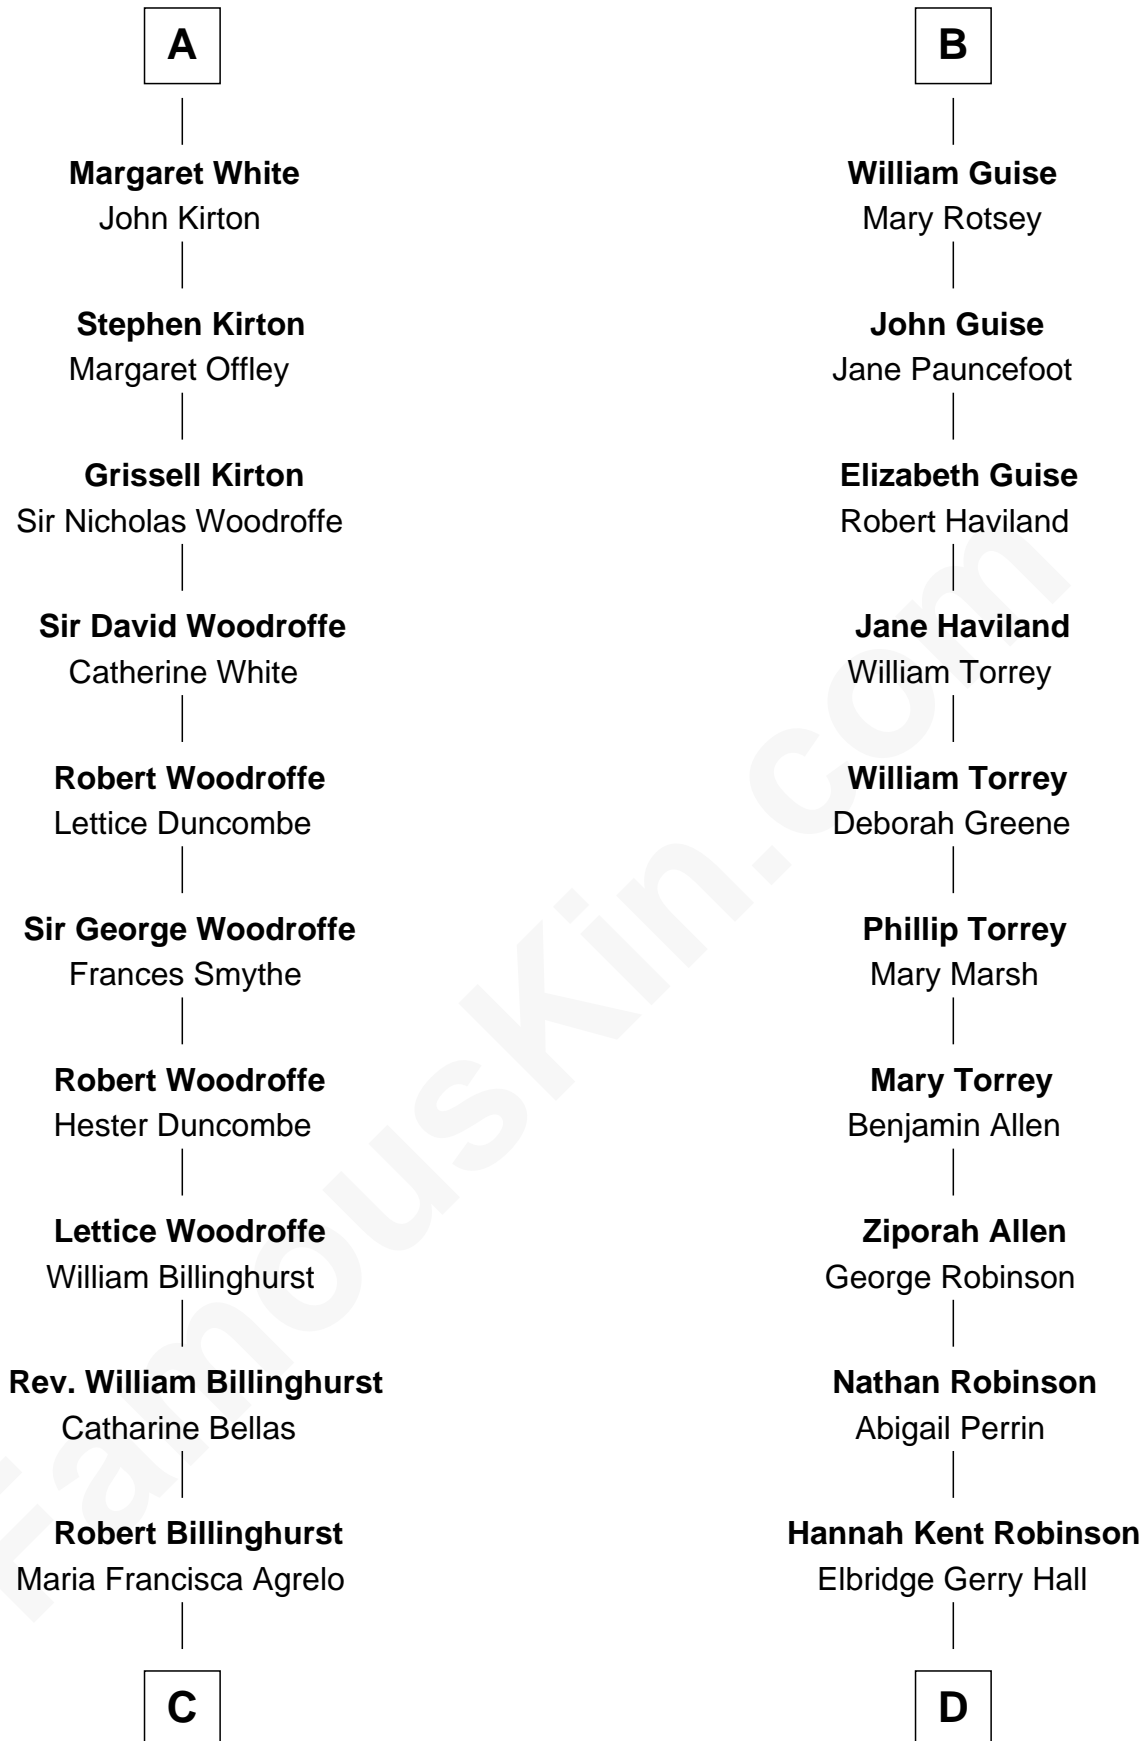 A
Margaret White
John Kirton
Stephen Kirton
Margaret Offley
Grissell Kirton
Sir Nicholas Woodroffe
Sir David Woodroffe
Catherine White
Robert Woodroffe
Lettice Duncombe
Sir George Woodroffe
Frances Smythe
Robert Woodroffe
Hester Duncombe
Lettice Woodroffe
William Billinghurst
Rev. William Billinghurst
Catharine Bellas
Robert Billinghurst
Maria Francisca Agrelo
C
B
William Guise
Mary Rotsey
John Guise
Jane Pauncefoot
Elizabeth Guise
Robert Haviland
Jane Haviland
William Torrey
William Torrey
Deborah Greene
Phillip Torrey
Mary Marsh
Mary Torrey
Benjamin Allen
Ziporah Allen
George Robinson
Nathan Robinson
Abigail Perrin
Hannah Kent Robinson
Elbridge Gerry Hall
D
FamousKin.com